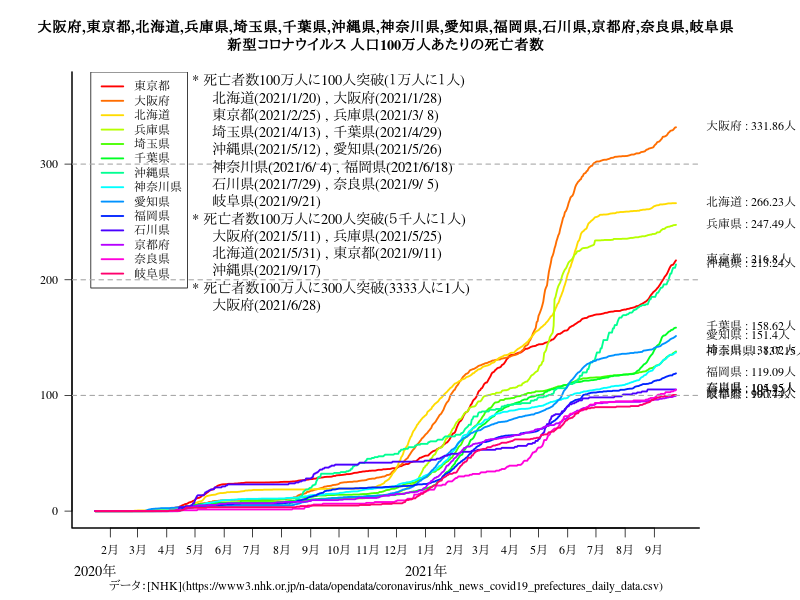 大阪府,東京都,北海道,兵庫県,埼玉県,千葉県,沖縄県,神奈川県,愛知県,福岡県,石川県,京都府,奈良県,岐阜県
新型コロナウイルス 人口100万人あたりの死亡者数
東京都
大阪府
北海道
兵庫県
埼玉県
千葉県
沖縄県
神奈川県
愛知県
福岡県
石川県
京都府
奈良県
岐阜県
* 死亡者数100万人に100人突破(1万人に1人)
北海道(2021/1/20) , 大阪府(2021/1/28)
東京都(2021/2/25) , 兵庫県(2021/3/ 8)
埼玉県(2021/4/13) , 千葉県(2021/4/29)
沖縄県(2021/5/12) , 愛知県(2021/5/26)
神奈川県(2021/6/ 4) , 福岡県(2021/6/18)
石川県(2021/7/29) , 奈良県(2021/9/ 5)
岐阜県(2021/9/21)
* 死亡者数100万人に200人突破(5千人に1人)
大阪府(2021/5/11) , 兵庫県(2021/5/25)
北海道(2021/5/31) , 東京都(2021/9/11)
沖縄県(2021/9/17)
* 死亡者数100万人に300人突破(3333人に1人)
大阪府(2021/6/28)
300
200
100
0
大阪府 : 331.86人
北海道 : 266.23人
兵庫県 : 247.49人
東京都 : 216.8人
沖縄県 : 213.24人
千葉県 : 158.62人
愛知県 : 151.4人
福岡県 : 119.09人
2月 3月 4月 5月 6月 7月 8月 9月 10月 11月 12月 1月 2月 3月 4月 5月 6月 7月 8月 9月
2020年 2021年
データ：[NHK](https://www3.nhk.or.jp/n-data/opendata/coronavirus/nhk_news_covid19_prefectures_daily_data.csv)